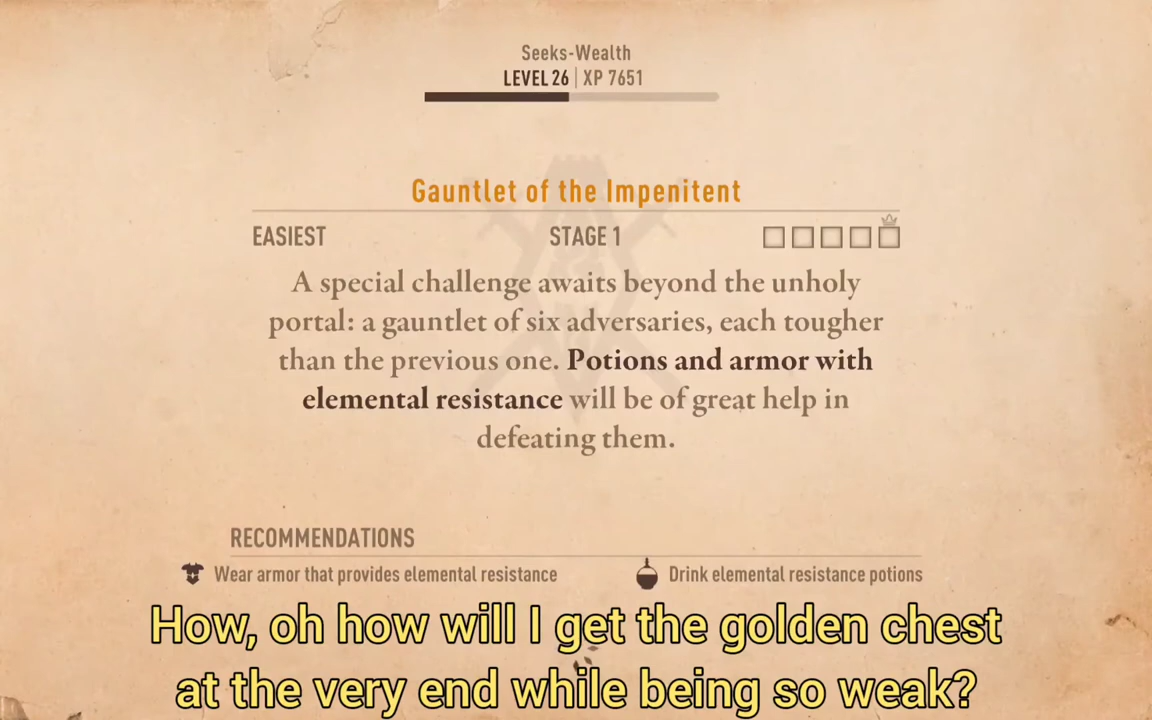 Seeks-Wealth
LEVEL 26 | XP 7651
Gauntlet of the Impenitent
EASIEST STAGE 1
A special challenge awaits beyond the unholy
portal: a gauntlet of six adversaries, each tougher
than the previous one. Potions and armor with
elemental resistance will be of great help in
defeating them.
RECOMMENDATIONS
Wear armor that provides elemental resistance Drink elemental resistance potions
How, oh how will I get the golden chest
at the very end while being so weak?